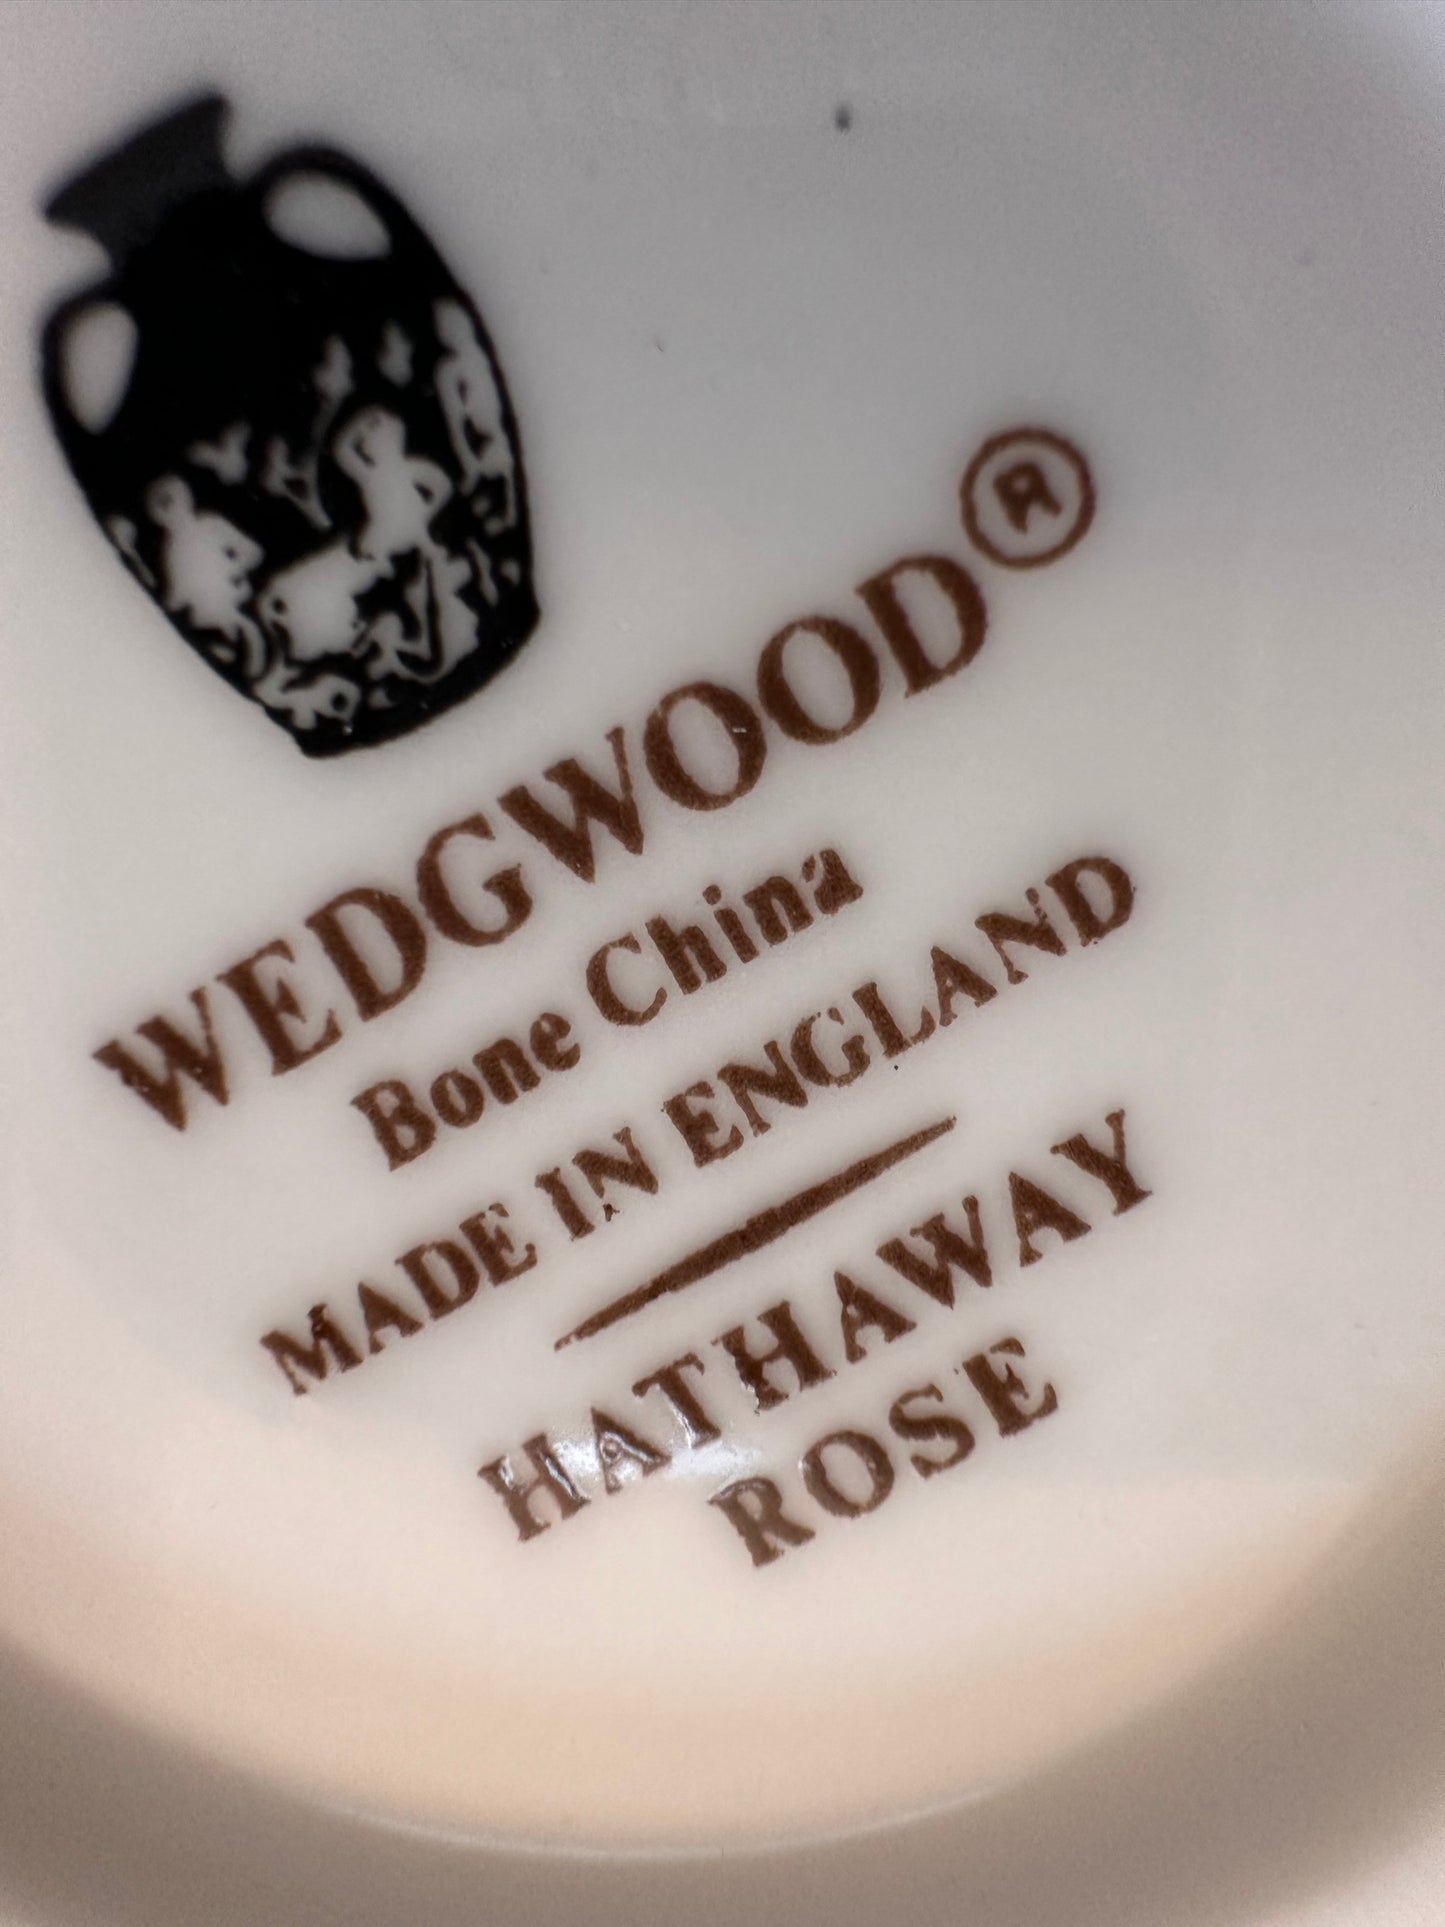 WEDGWOOD®
Bone China
MADE IN ENGLAND
HATHAWAY
ROSE